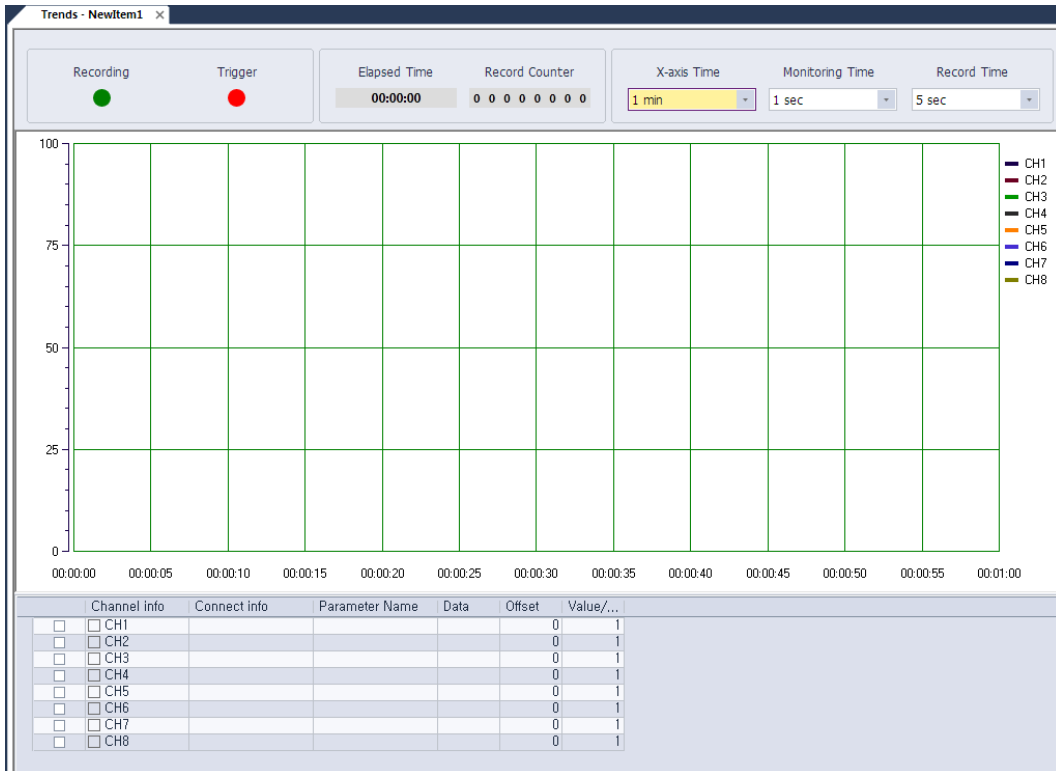 Trends - NewItem1 ×
Recording Trigger Elapsed Time Record Counter X-axis Time Monitoring Time Record Time
00:00:00 0 0 0 0 0 0 0 0 1 min 1 sec 5 sec
100
75
50
25
0
CH1
CH2
CH3
CH4
CH5
CH6
CH7
CH8
00:00:00 00:00:05 00:00:10 00:00:15 00:00:20 00:00:25 00:00:30 00:00:35 00:00:40 00:00:45 00:00:50 00:00:55 00:01:00
Channel info Connect info Parameter Name Data Offset Value/...
CH1 0 1
CH2 0 1
CH3 0 1
CH4 0 1
CH5 0 1
CH6 0 1
CH7 0 1
CH8 0 1